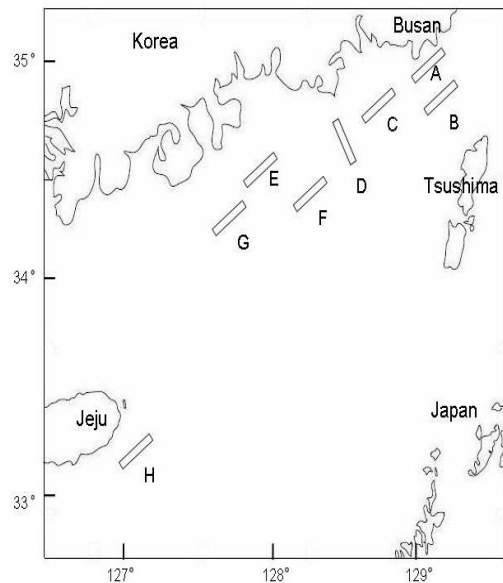 Busan
Korea
35°
A
B
C
D
E
Tsushima
F
G
34°
Jeju
Japan
H
33°
127°
128°
129°